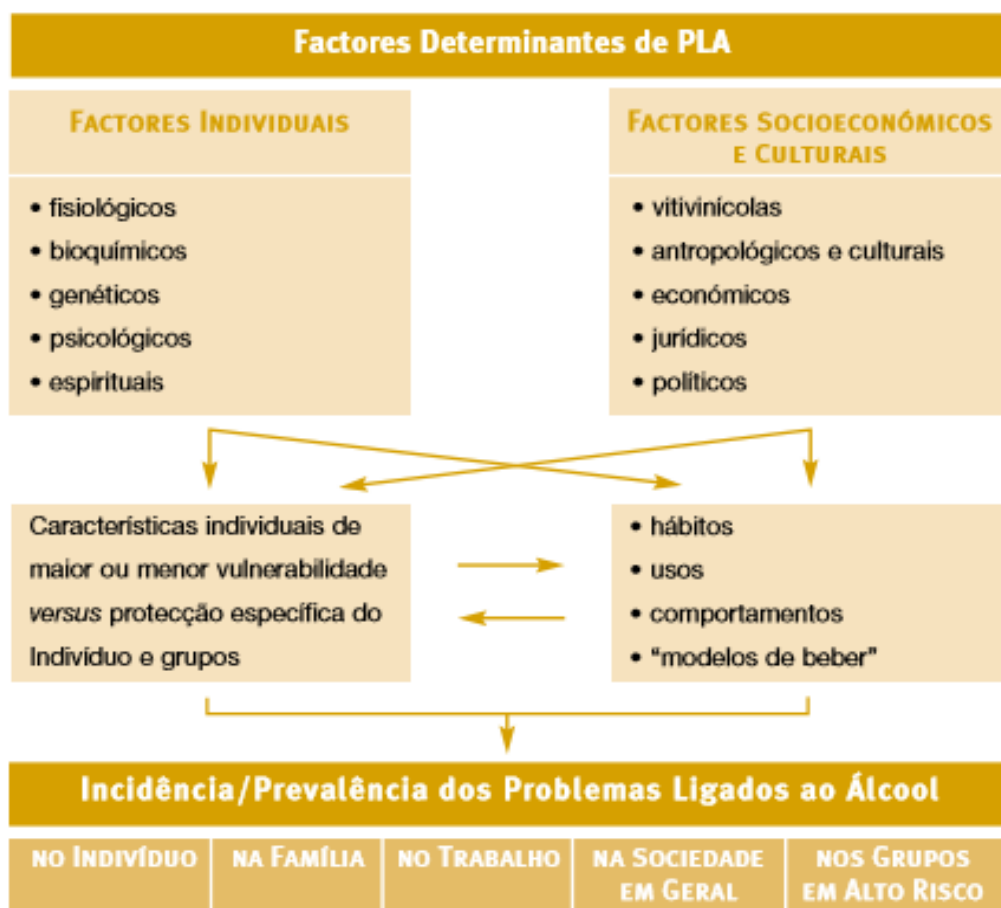 Factores Determinantes de PLA
FACTORES INDIVIDUAIS
• fisiológicos
• bioquímicos
• genéticos
• psicológicos
• espirituais
FACTORES SOCIOECONÓMICOS
E CULTURAIS
• vitivinícolas
• antropológicos e culturais
• económicos
• jurídicos
• políticos
Características individuais de
maior ou menor vulnerabilidade
versus protecção específica do
Indivíduo e grupos
• hábitos
• usos
• comportamentos
• “modelos de beber”
Incidência/Prevalência dos Problemas Ligados ao Álcool
NO INDIVÍDUO
NA FAMÍLIA
NO TRABALHO
NA SOCIEDADE
EM GERAL
NOS GRUPOS
EM ALTO RISCO